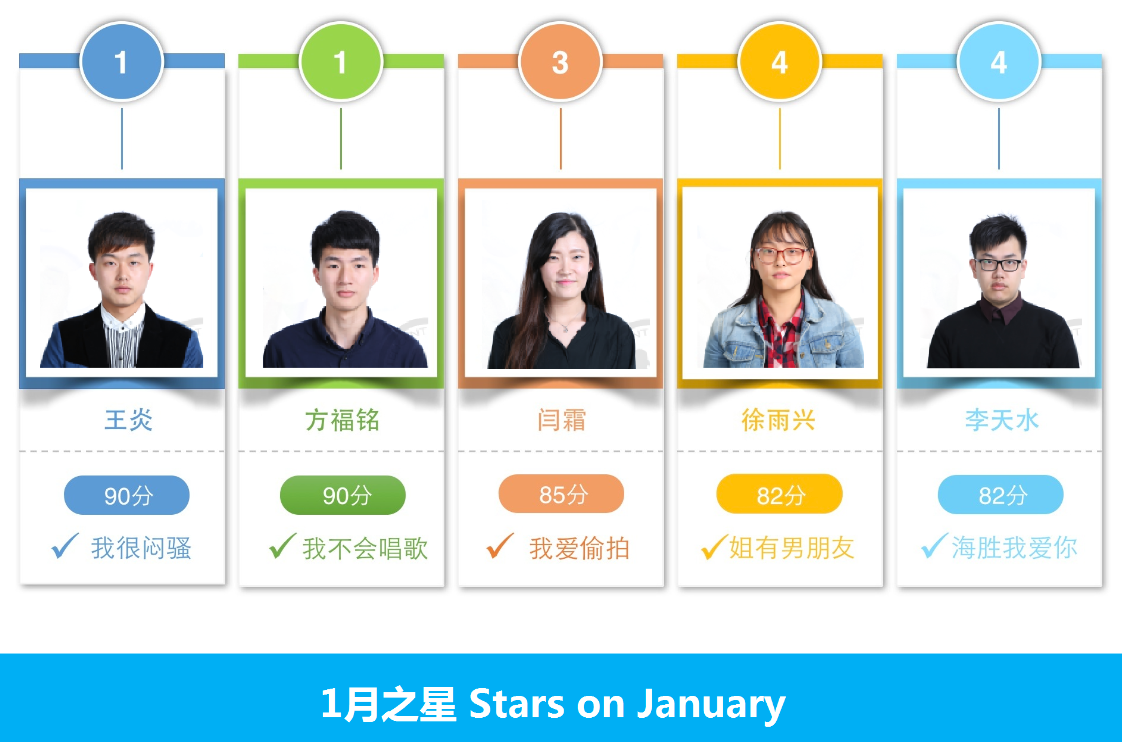 1
1
3
4
4
王炎
方福铭
闫霜
徐雨兴
李天水
90分
90分
85分
82分
82分
✓ 我很闷骚
✓ 我不会唱歌
✓ 我爱偷拍
✓ 姐有男朋友
✓ 海胜我爱你
1月之星 Stars on January